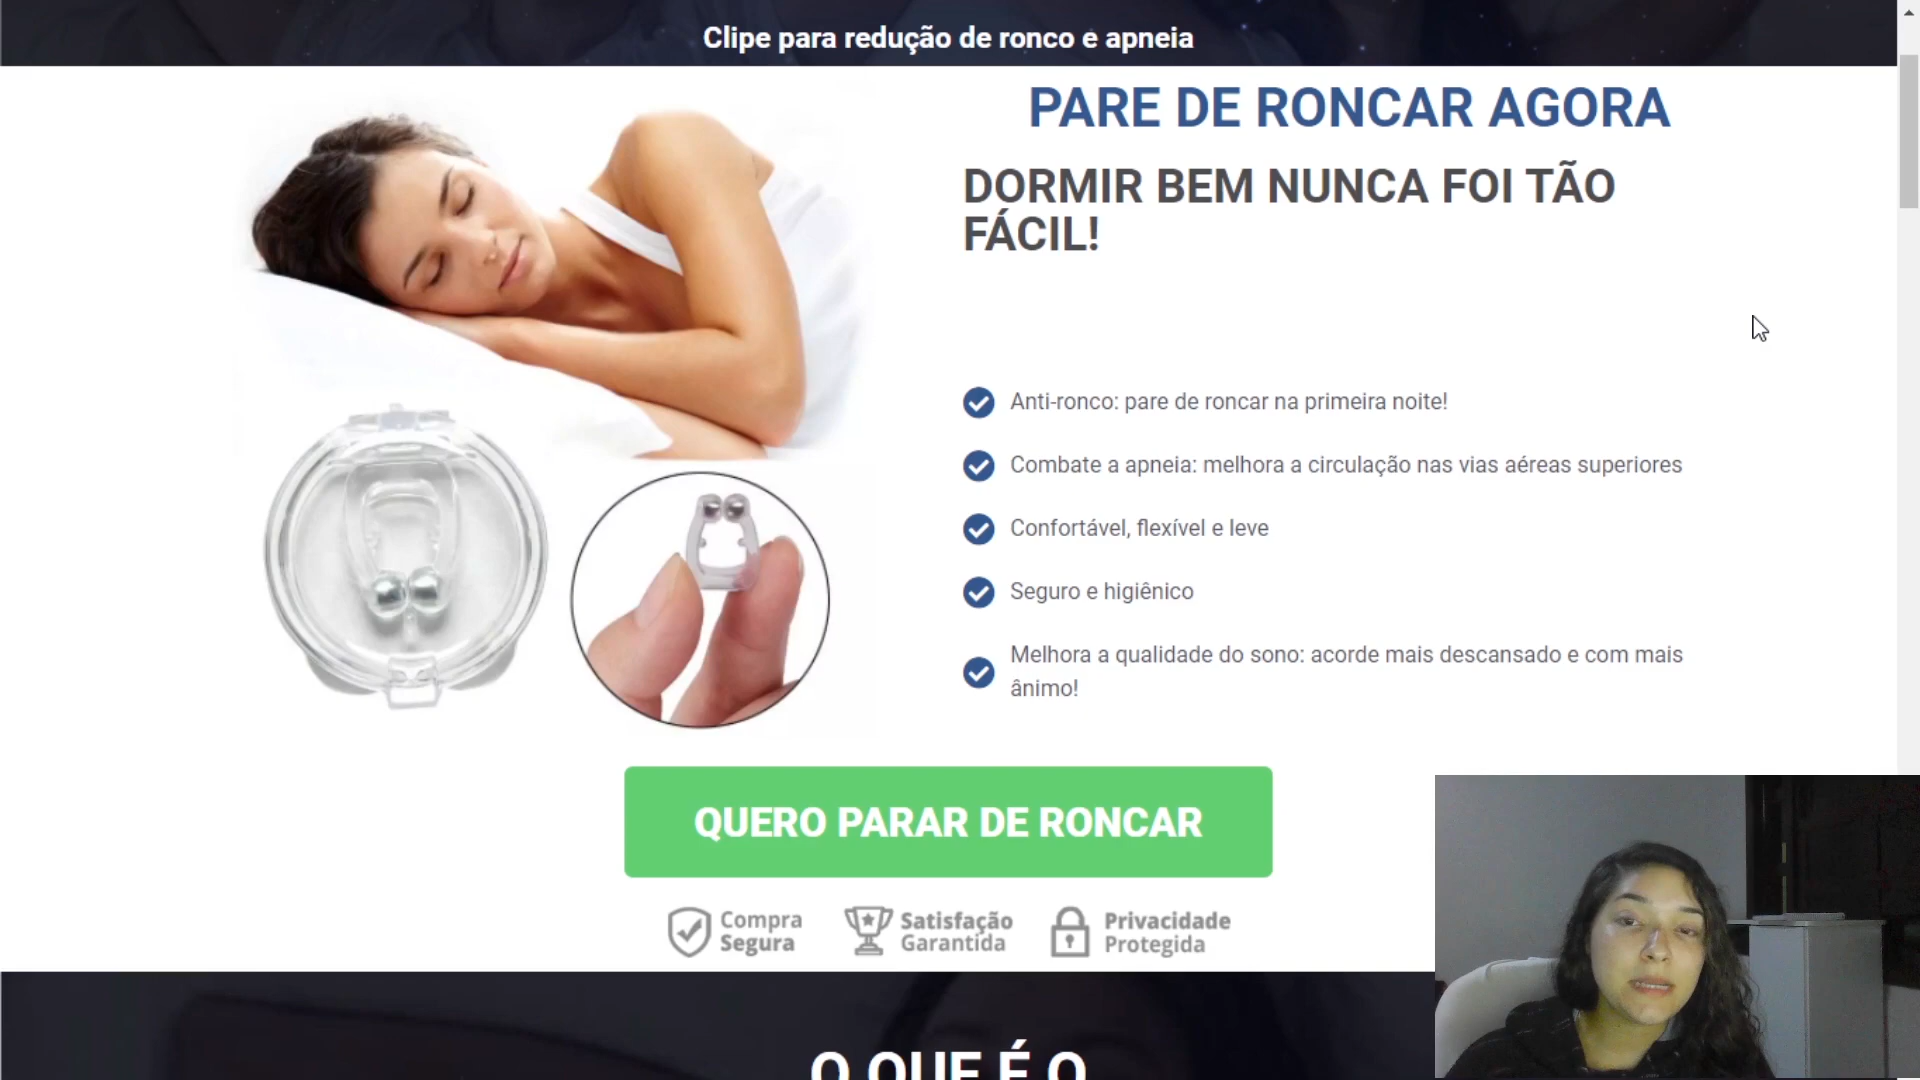 Clipe para redução de ronco e apneia
PARE DE RONCAR AGORA
DORMIR BEM NUNCA FOI TÃO
FÁCIL!
Anti-ronco: pare de roncar na primeira noite!
Combate a apneia: melhora a circulação nas vias aéreas superiores
Confortável, flexível e leve
Seguro e higiênico
Melhora a qualidade do sono: acorde mais descansado e com mais
ânimo!
QUERO PARAR DE RONCAR
Compra
Segura
Satisfação
Garantida
Privacidade
Protegida
O QUE É O